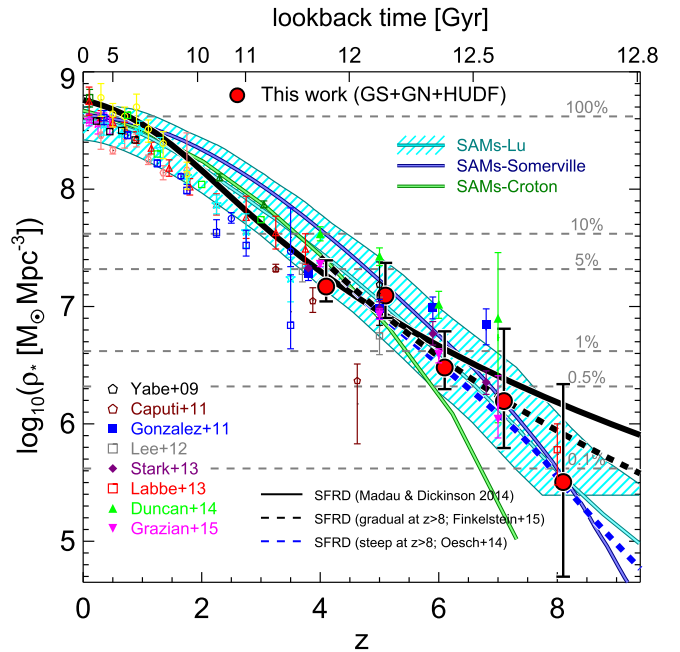 lookback time [Gyr]
0 5 10 11 12 12.5 12.8
This work (GS+GN+HUDF)
100%
SAMs-Lu
SAMs-Somerville
SAMs-Croton
10%
5%
1%
0.5%
0.1%
Yabe+09
Caputi+11
Gonzalez+11
Lee+12
Stark+13
Labbe+13
Duncan+14
Grazian+15
SFRD (Madau & Dickinson 2014)
SFRD (gradual at z>8; Finkelstein+15)
SFRD (steep at z>8; Oesch+14)
log₁₀(ρ* [M⊙ Mpc⁻³])
9
8
7
6
5
0 2 4 6 8
z